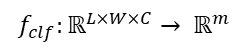 f_clf: ℝ^{L×W×C} → ℝ^m